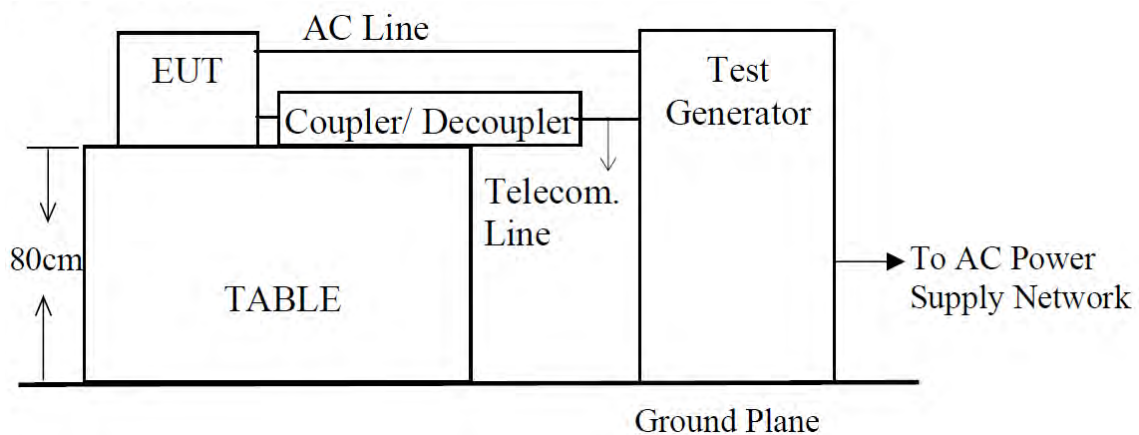 AC Line
EUT
Test
Generator
Coupler/ Decoupler
Telecom.
Line
80cm
TABLE
To AC Power
Supply Network
Ground Plane